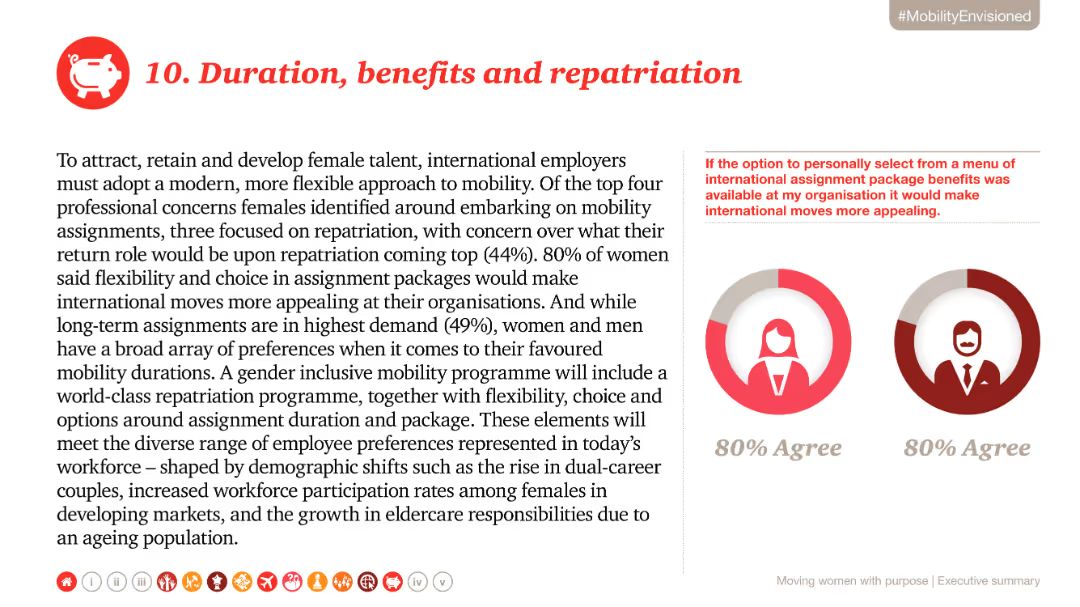 #MobilityEnvisioned
10. Duration, benefits and repatriation
To attract, retain and develop female talent, international employers
must adopt a modern, more flexible approach to mobility. Of the top four
professional concerns females identified around embarking on mobility
assignments, three focused on repatriation, with concern over what their
return role would be upon repatriation coming top (44%). 80% of women
said flexibility and choice in assignment packages would make
international moves more appealing at their organisations. And while
long-term assignments are in highest demand (49%), women and men
have a broad array of preferences when it comes to their favoured
mobility durations. A gender inclusive mobility programme will include a
world-class repatriation programme, together with flexibility, choice and
options around assignment duration and package. These elements will
meet the diverse range of employee preferences represented in today's
workforce – shaped by demographic shifts such as the rise in dual-career
couples, increased workforce participation rates among females in
developing markets, and the growth in eldercare responsibilities due to
an ageing population.
If the option to personally select from a menu of
international assignment package benefits was
available at my organisation it would make
international moves more appealing.
80% Agree
80% Agree
i ii iii iv v
Moving women with purpose | Executive summary